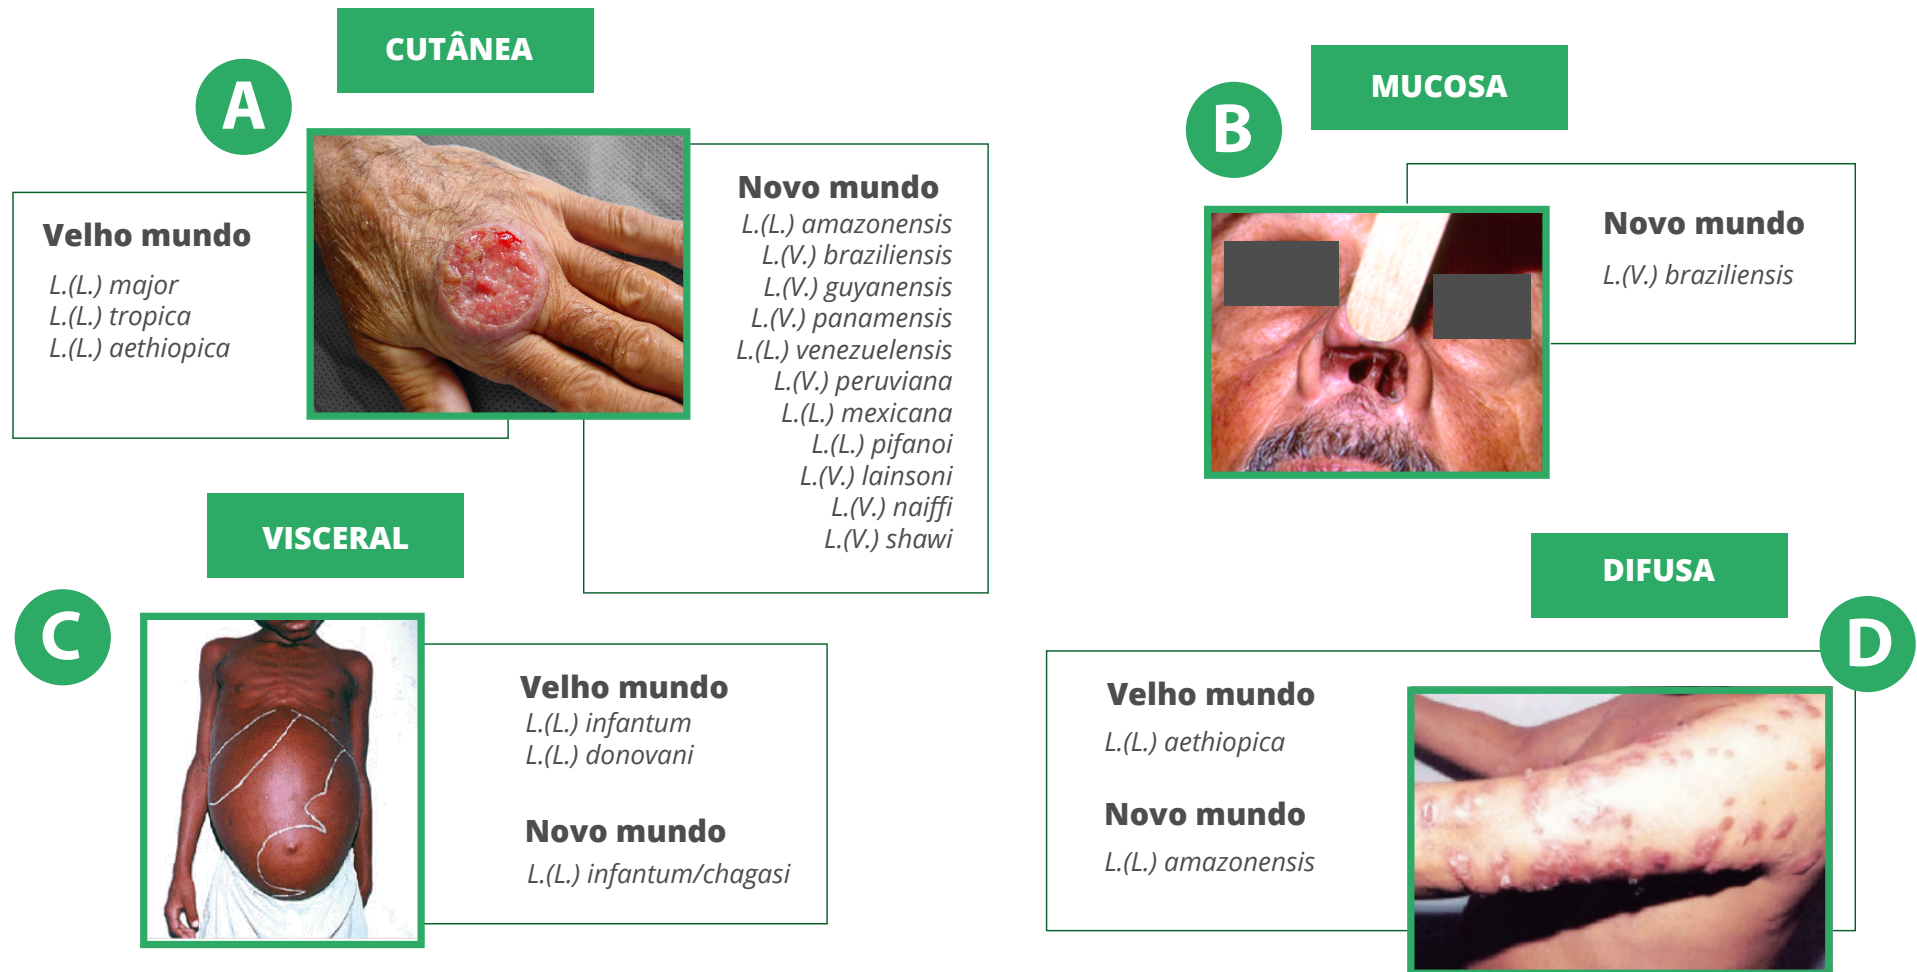 CUTÂNEA
A
Velho mundo
L.(L.) major
L.(L.) tropica
L.(L.) aethiopica
Novo mundo
L.(L.) amazonensis
L.(V.) braziliensis
L.(V.) guyanensis
L.(V.) panamensis
L.(L.) venezuelensis
L.(V.) peruviana
L.(L.) mexicana
L.(L.) pifanoi
L.(V.) lainsoni
L.(V.) naiffi
L.(V.) shawi
MUCOSA
B
Novo mundo
L.(V.) braziliensis
VISCERAL
C
Velho mundo
L.(L.) infantum
L.(L.) donovani
Novo mundo
L.(L.) infantum/chagasi
DIFUSA
D
Velho mundo
L.(L.) aethiopica
Novo mundo
L.(L.) amazonensis